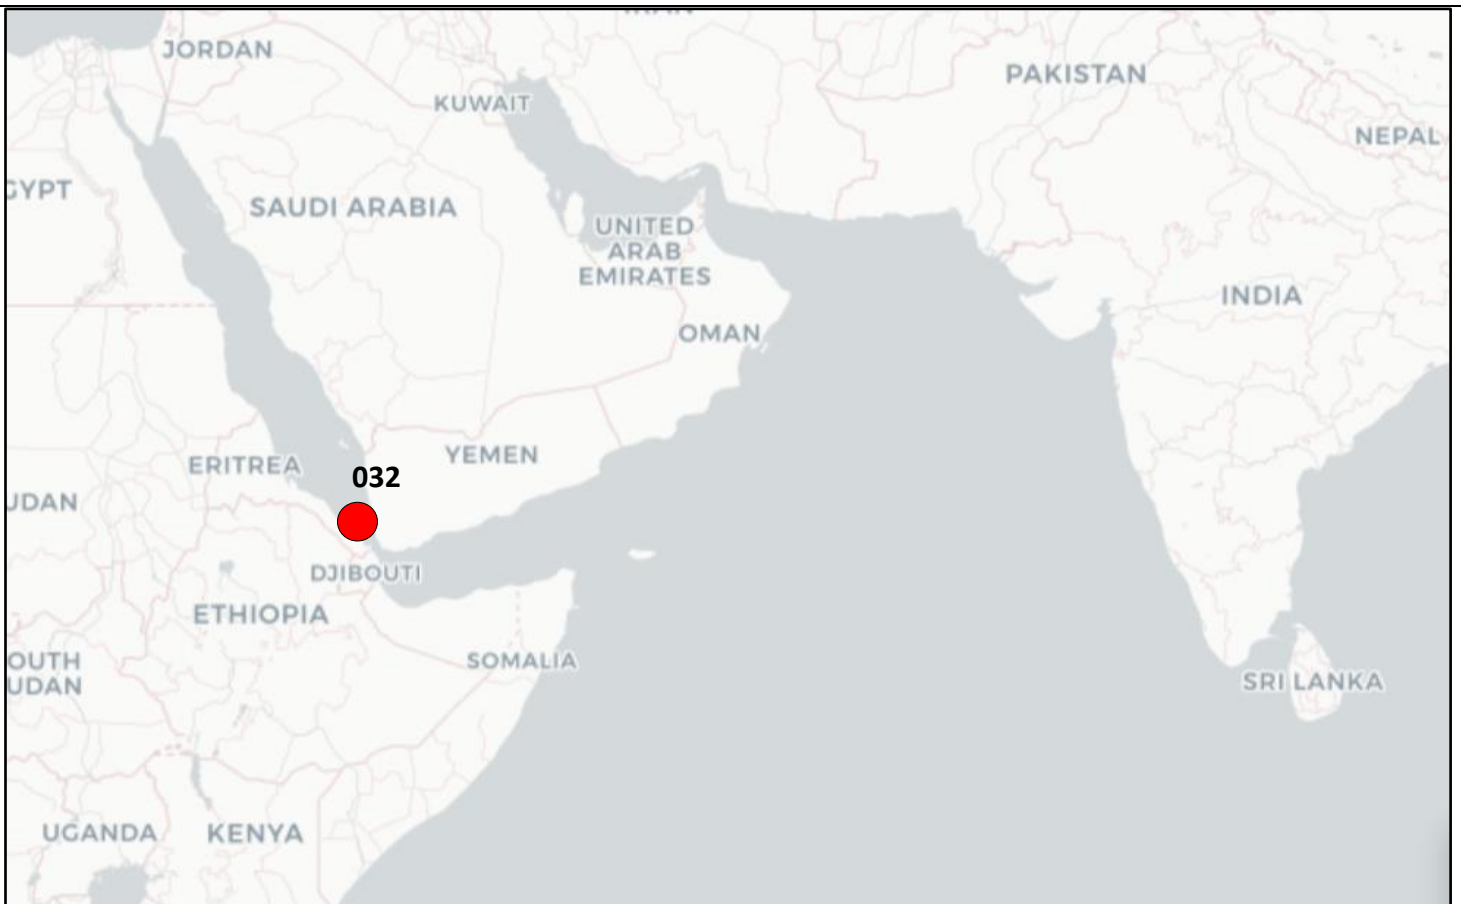 JORDAN
PAKISTAN
KUWAIT
NEPAL
GYPT
SAUDI ARABIA
UNITED
ARAB
EMIRATES
INDIA
OMAN
YEMEN
ERITREA
032
UDAN
DJIBOUTI
ETHIOPIA
OUTH
UDAN
SOMALIA
SRI LANKA
UGANDA
KENYA